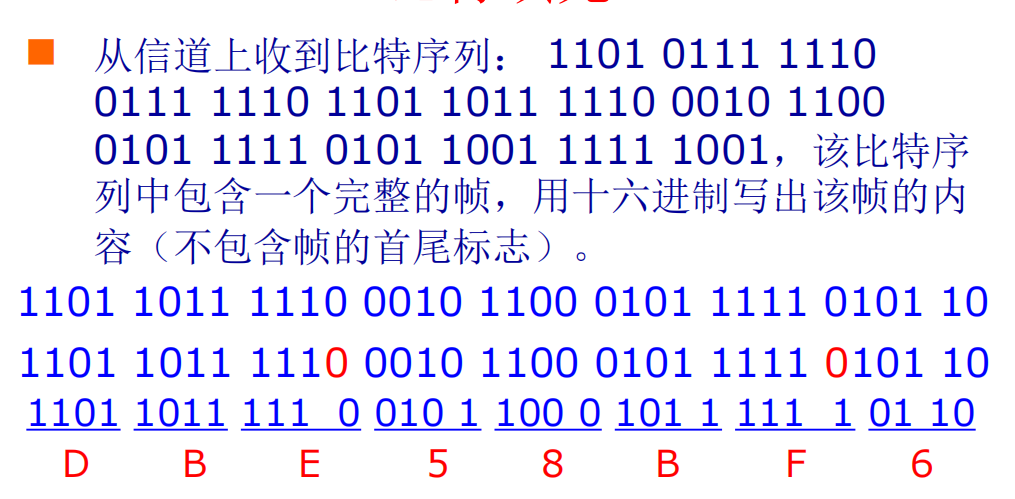 从信道上收到比特序列： 1101 0111 1110
0111 1110 1101 1011 1110 0010 1100
0101 1111 0101 1001 1111 1001，该比特序
列中包含一个完整的帧，用十六进制写出该帧的内
容（不包含帧的首尾标志）。
1101 1011 1110 0010 1100 0101 1111 0101 10
1101 1011 1110 0010 1100 0101 1111 0101 10
1101 1011 111 0 010 1 100 0 101 1 111 1 01 10
D B E 5 8 B F 6